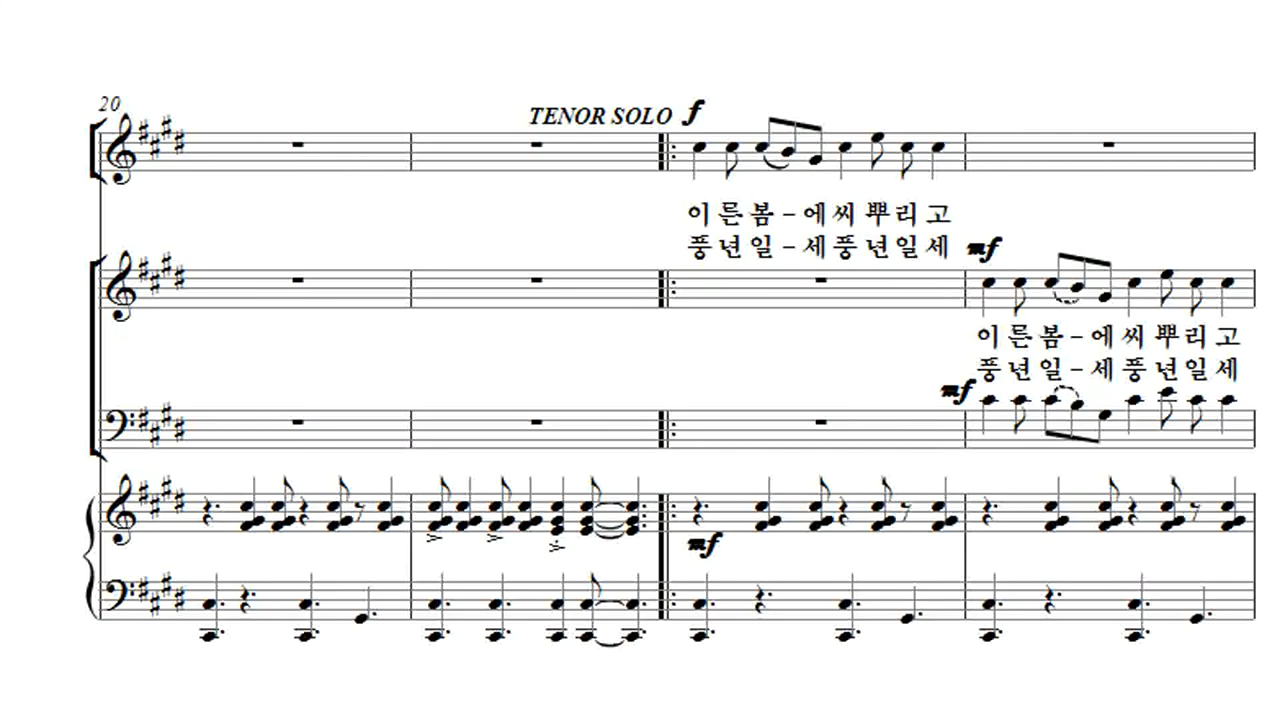 20
TENOR SOLO f
이 른 봄 - 에 씨 뿌 리 고
풍 년 일 - 세 풍 년 일 세
mf
이 른 봄 - 에 씨 뿌 리 고
풍 년 일 - 세 풍 년 일 세
mf
mf